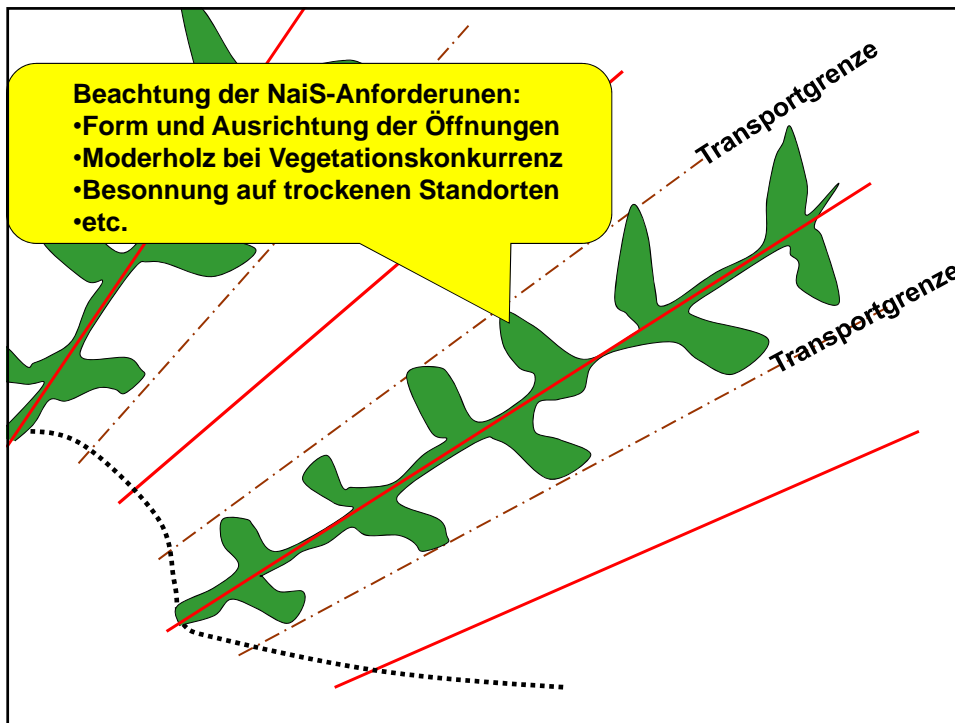 Beachtung der NaiS-Anforderunen:
•Form und Ausrichtung der Öffnungen
•Moderholz bei Vegetationskonkurrenz
•Besonnung auf trockenen Standorten
•etc.
Transportgrenze
Transportgrenze